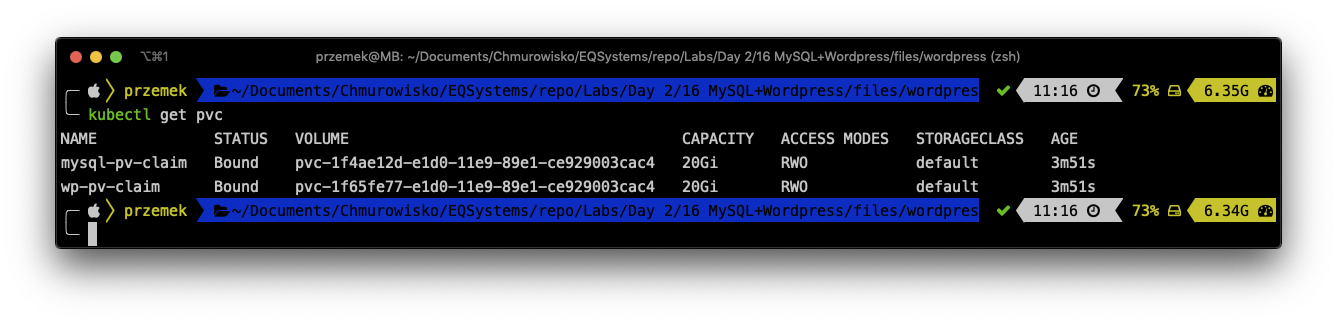 ⌥⌘1 przemek@MB: ~/Documents/Chmurowisko/EQSystems/repo/Labs/Day 2/16 MySQL+Wordpress/files/wordpress (zsh)
przemek ~/Documents/Chmurowisko/EQSystems/repo/Labs/Day 2/16 MySQL+Wordpress/files/wordpres ✔ 11:16 73% 6.35G
kubectl get pvc
NAME STATUS VOLUME CAPACITY ACCESS MODES STORAGECLASS AGE
mysql-pv-claim Bound pvc-1f4ae12d-e1d0-11e9-89e1-ce929003cac4 20Gi RWO default 3m51s
wp-pv-claim Bound pvc-1f65fe77-e1d0-11e9-89e1-ce929003cac4 20Gi RWO default 3m51s
przemek ~/Documents/Chmurowisko/EQSystems/repo/Labs/Day 2/16 MySQL+Wordpress/files/wordpres ✔ 11:16 73% 6.34G